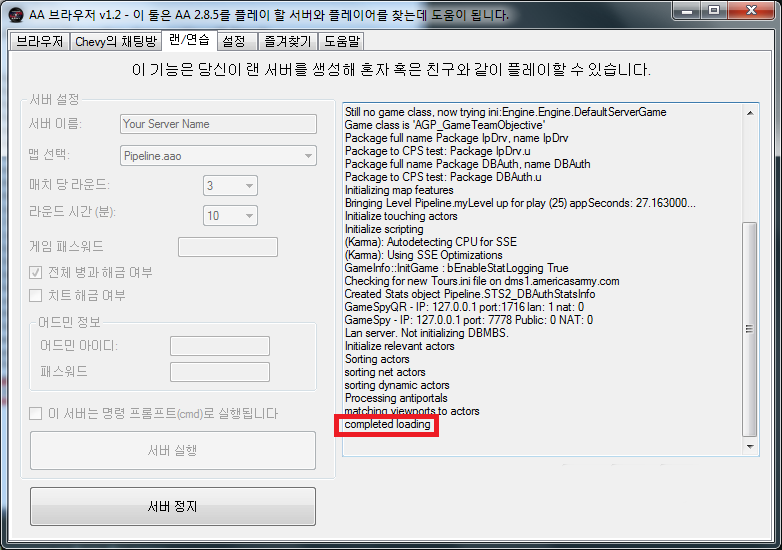 AA 브라우저 v1.2 - 이 툴은 AA 2.8.5를 플레이 할 서버와 플레이어를 찾는데 도움이 됩니다.
브라우저 Chevy의 채팅방 랜/연습 설정 즐겨찾기 도움말
이 기능은 당신이 랜 서버를 생성해 혼자 혹은 친구와 같이 플레이할 수 있습니다.
서버 설정
서버 이름: Your Server Name
맵 선택: Pipeline.aao
매치 당 라운드: 3
라운드 시간 (분): 10
게임 패스워드
전체 병과 해금 여부
치트 해금 여부
어드민 정보
어드민 아이디:
패스워드
이 서버는 명령 프롬프트(cmd)로 실행됩니다
서버 실행
서버 정지
Still no game class, now trying ini:Engine.Engine.DefaultServerGame
Game class is 'AGP_GameTeamObjective'
Package full name Package IpDrv, name IpDrv
Package to CPS test: Package IpDrv.u
Package full name Package DBAuth, name DBAuth
Package to CPS test: Package DBAuth.u
Initializing map features
Bringing Level Pipeline.myLevel up for play (25) appSeconds: 27.163000...
Initialize touching actors
Initialize scripting
(Karma): Autodetecting CPU for SSE
(Karma): Using SSE Optimizations
GameInfo::InitGame : bEnableStatLogging True
Checking for new Tours.ini file on dms1.americasarmy.com
Created Stats object Pipeline.STS2_DBAuthStatsInfo
GameSpyQR - IP: 127.0.0.1 port:1716 lan: 1 nat: 0
GameSpy - IP: 127.0.0.1 port: 7778 Public: 0 NAT: 0
Lan server. Not initializing DBMBS.
Initialize relevant actors
Sorting actors
sorting net actors
sorting dynamic actors
Processing antiportals
matching viewports to actors
completed loading